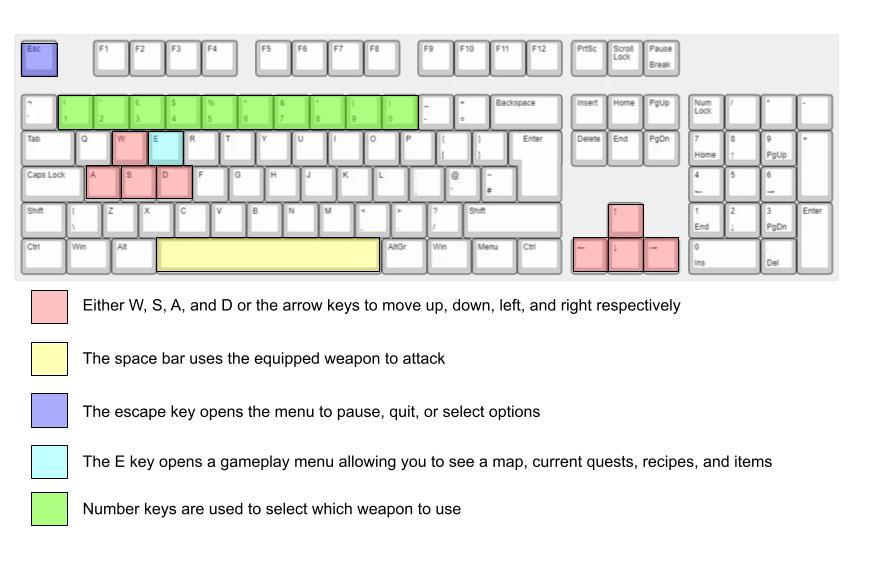 Esc F1 F2 F3 F4 F5 F6 F7 F8 F9 F10 F11 F12 PrtSc Scroll Lock Pause Break
¬ ` ! 1 " 2 £ 3 $ 4 % 5 ^ 6 & 7 * 8 ( 9 ) 0 _ - + = Backspace Insert Home PgUp Num Lock / * -
Tab Q W E R T Y U I O P { [ } ] Enter Delete End PgDn 7 Home 8 ↑ 9 PgUp +
Caps Lock A S D F G H J K L : ; @ ' ~ # 4 ← 5 6 →
Shift | \ Z X C V B N M < , > . ? / Shift ↑ 1 End 2 ↓ 3 PgDn Enter
Ctrl Win Alt AltGr Win Menu Ctrl ← ↓ → 0 Ins . Del
Either W, S, A, and D or the arrow keys to move up, down, left, and right respectively
The space bar uses the equipped weapon to attack
The escape key opens the menu to pause, quit, or select options
The E key opens a gameplay menu allowing you to see a map, current quests, recipes, and items
Number keys are used to select which weapon to use